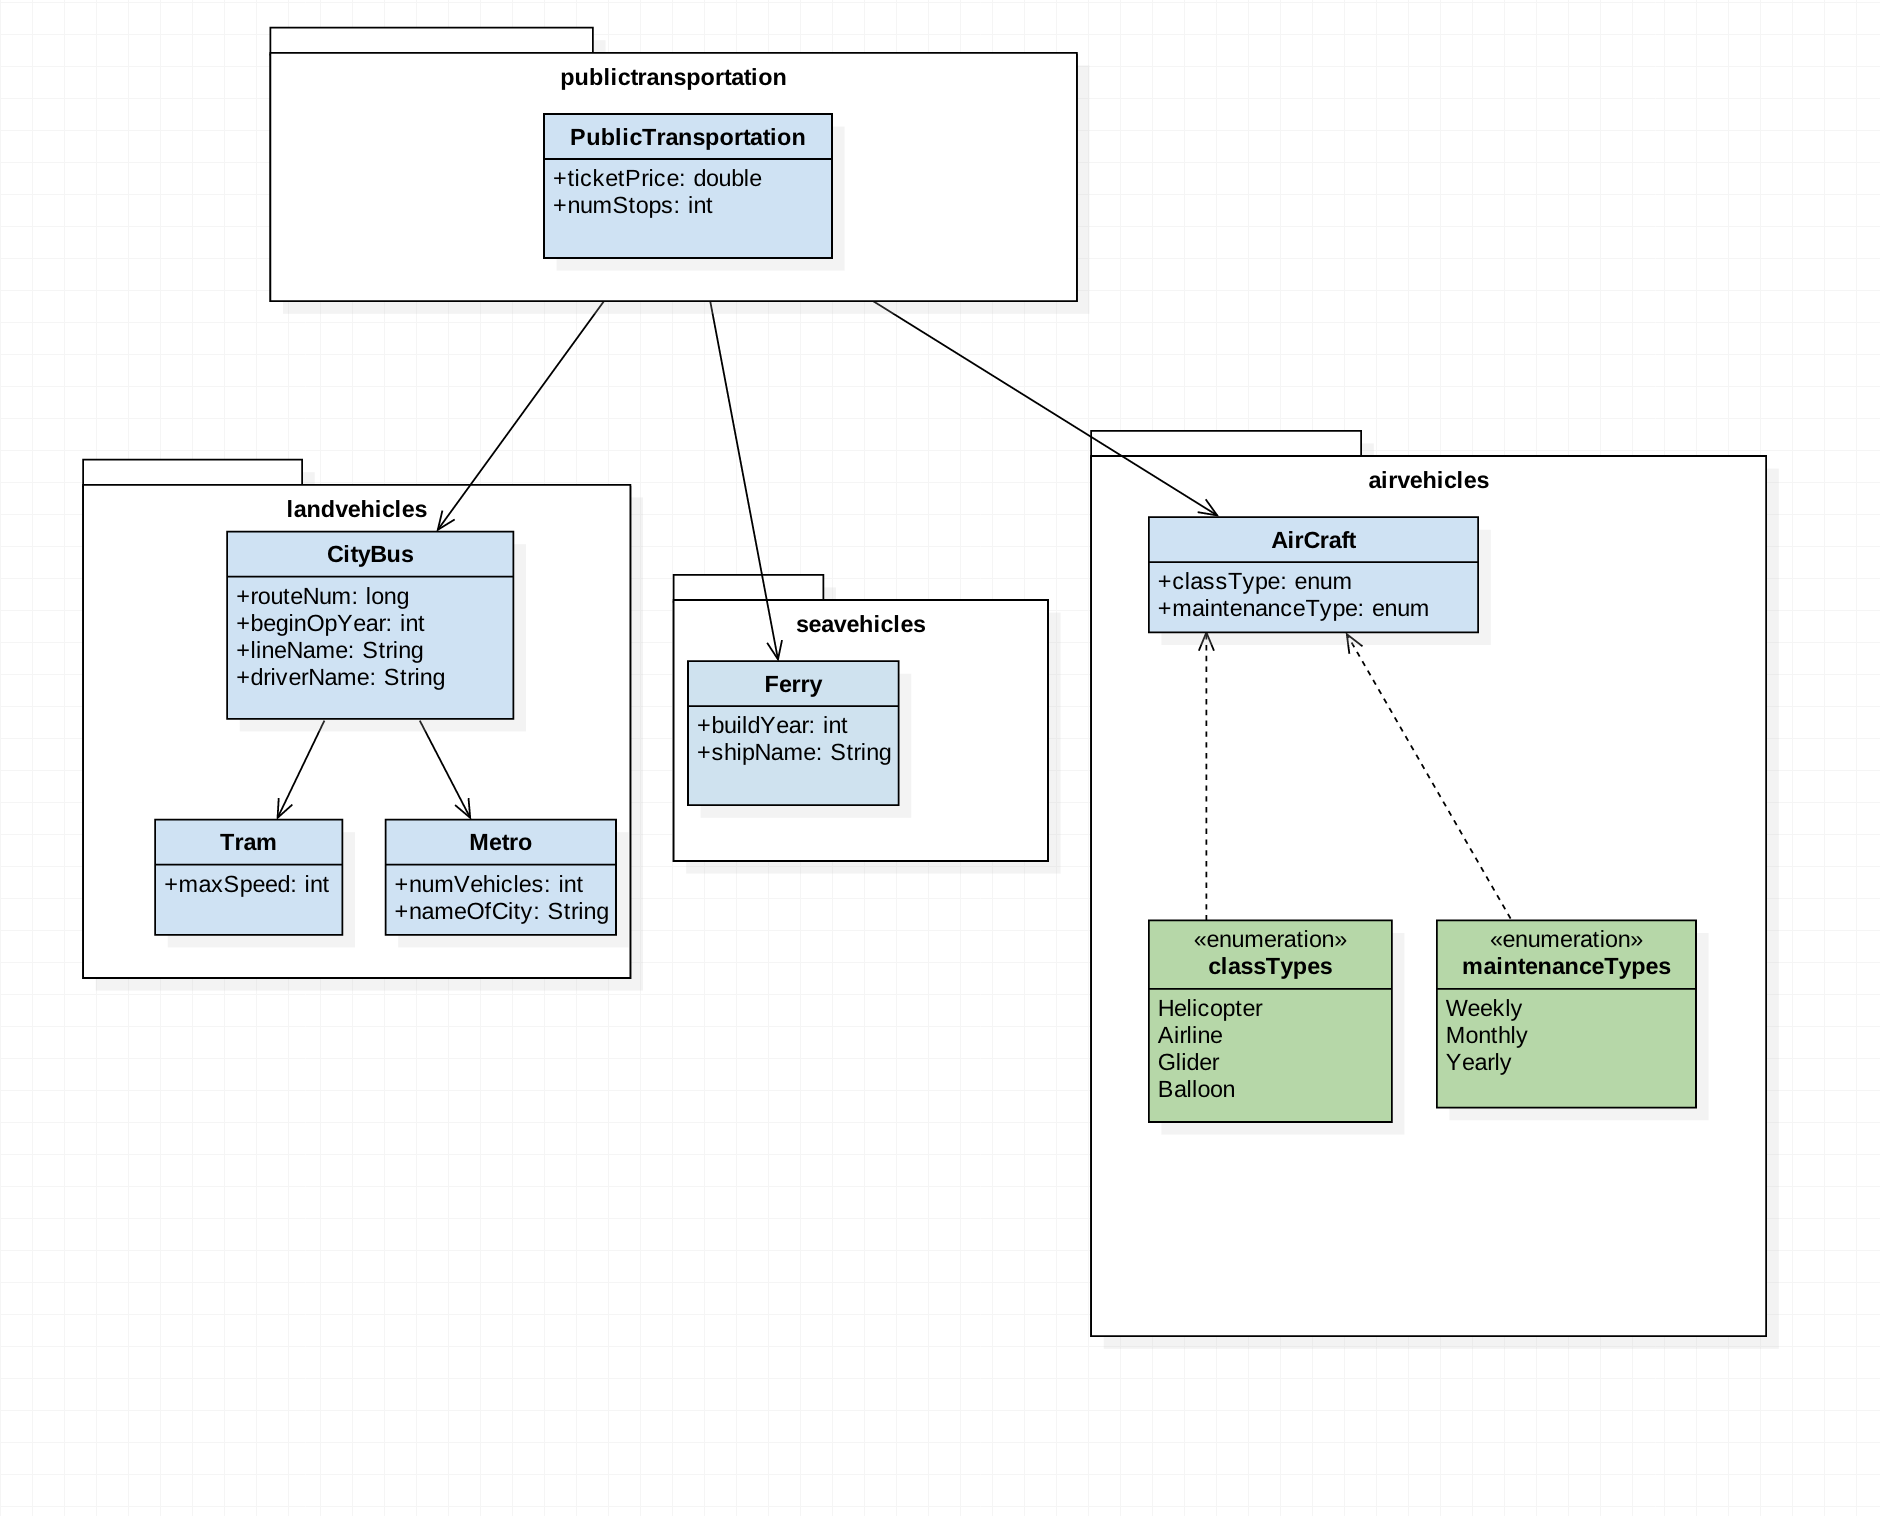 publictransportation
PublicTransportation
+ticketPrice: double
+numStops: int
landvehicles
CityBus
+routeNum: long
+beginOpYear: int
+lineName: String
+driverName: String
Tram
+maxSpeed: int
Metro
+numVehicles: int
+nameOfCity: String
seavehicles
Ferry
+buildYear: int
+shipName: String
airvehicles
AirCraft
+classType: enum
+maintenanceType: enum
«enumeration»
classTypes
Helicopter
Airline
Glider
Balloon
«enumeration»
maintenanceTypes
Weekly
Monthly
Yearly